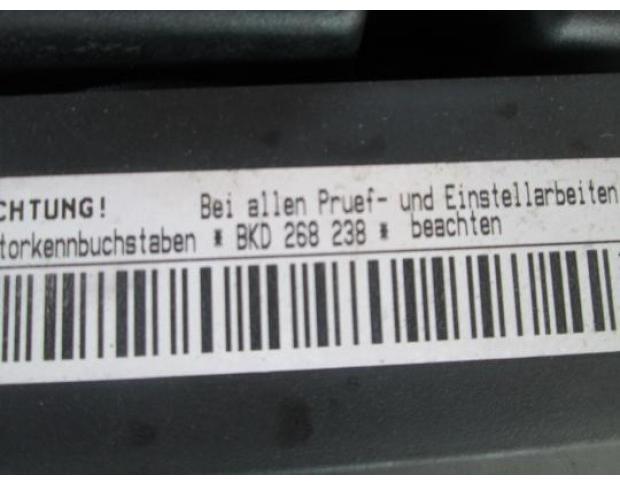 CHTUNG! Bei allen Pruef- und Einstellarbeiten
torkennbuchstaben * BKD 268 238 * beachten